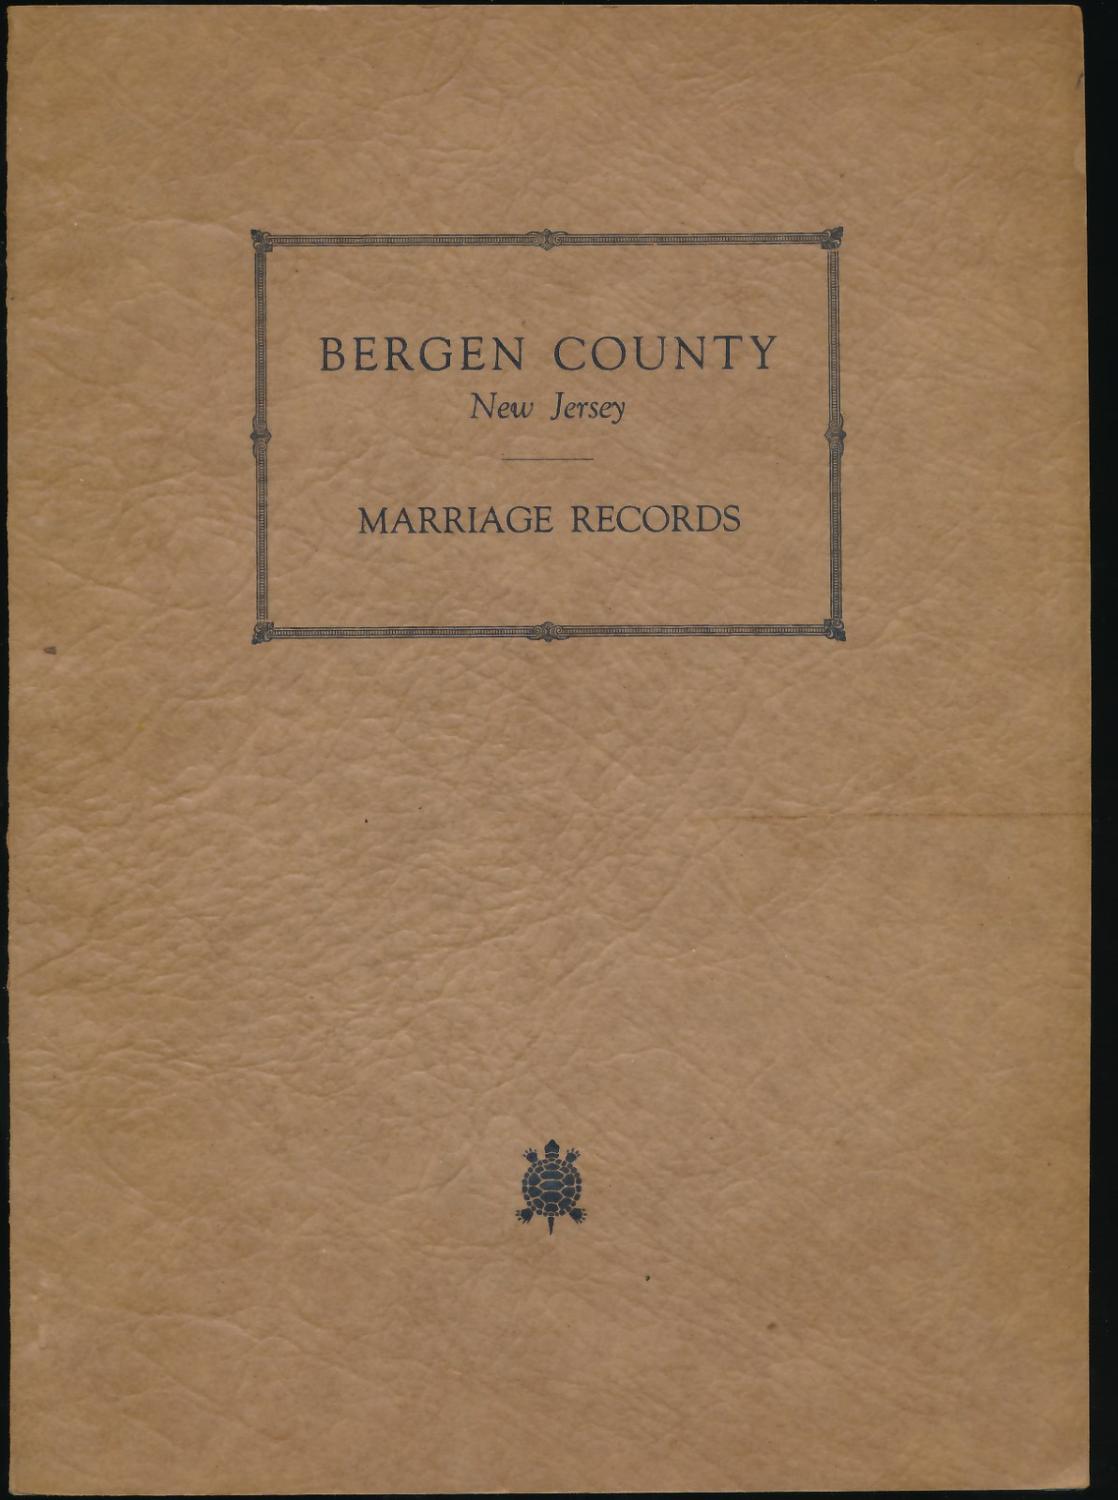 BERGEN COUNTY
New Jersey
MARRIAGE RECORDS